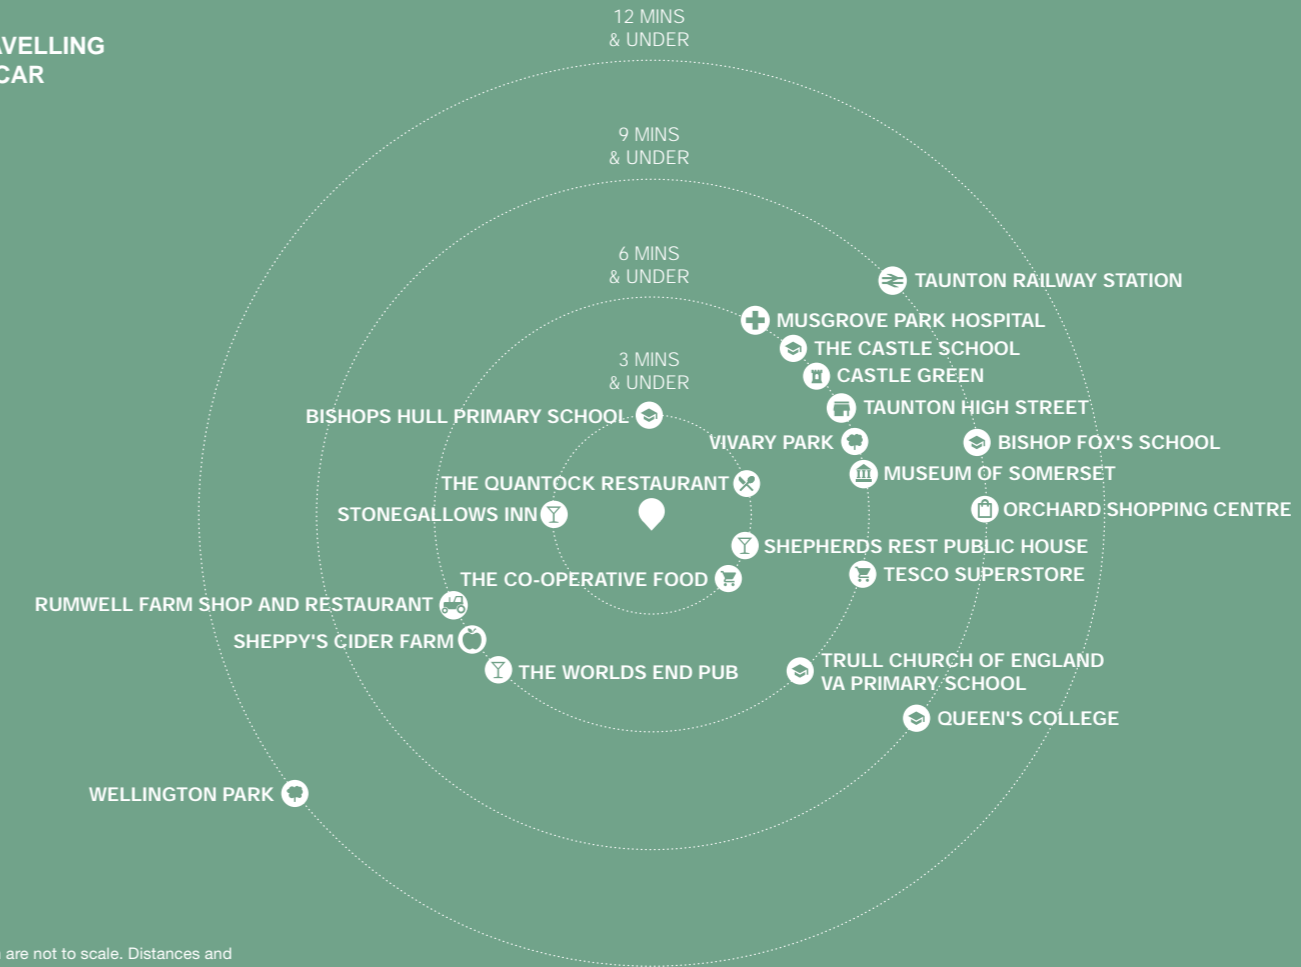 CAR
12 MINS
& UNDER
9 MINS
& UNDER
6 MINS
& UNDER
3 MINS
& UNDER
TAUNTON RAILWAY STATION
MUSGROVE PARK HOSPITAL
THE CASTLE SCHOOL
CASTLE GREEN
TAUNTON HIGH STREET
BISHOPS HULL PRIMARY SCHOOL
VIVARY PARK
BISHOP FOX'S SCHOOL
MUSEUM OF SOMERSET
THE QUANTOCK RESTAURANT
ORCHARD SHOPPING CENTRE
STONEGALLOWS INN
SHEPHERDS REST PUBLIC HOUSE
TESCO SUPERSTORE
THE CO-OPERATIVE FOOD
RUMWELL FARM SHOP AND RESTAURANT
SHEPPY'S CIDER FARM
THE WORLDS END PUB
TRULL CHURCH OF ENGLAND
VA PRIMARY SCHOOL
QUEEN'S COLLEGE
WELLINGTON PARK
are not to scale. Distances and